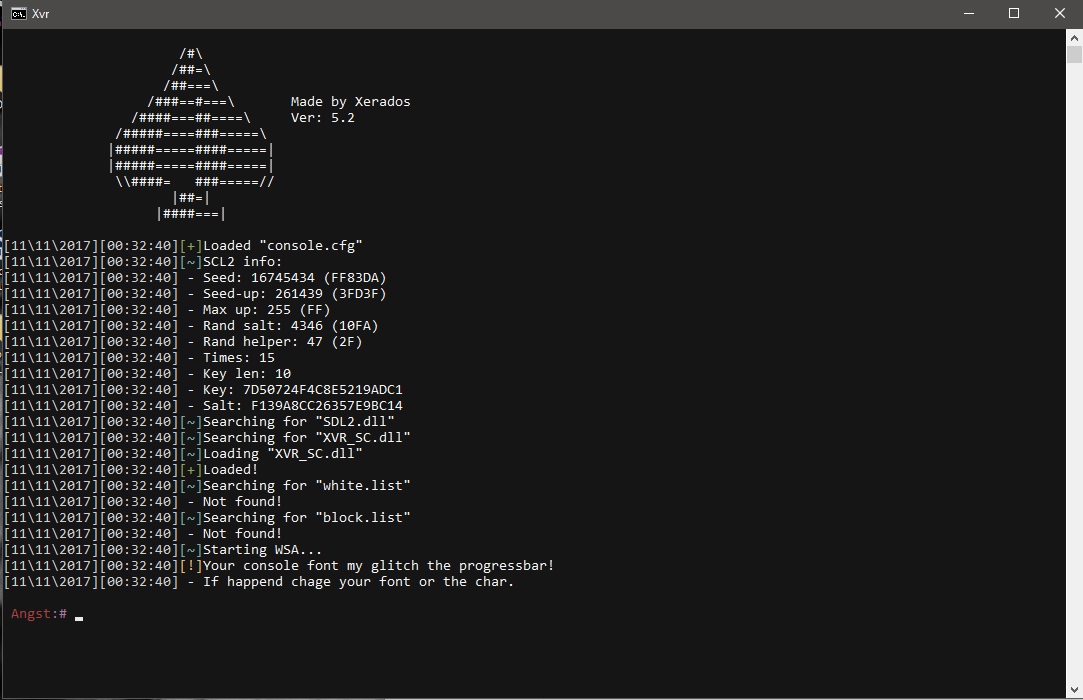 Xvr
/#\
/##=\
/##===\
/###==#===\ Made by Xerados
/####===##====\ Ver: 5.2
/#####====###=====\
|#####=====####=====|
|#####=====####=====|
\\####=   ###=====//
|##=|
|####===|
[11\11\2017][00:32:40][+]Loaded "console.cfg"
[11\11\2017][00:32:40][~]SCL2 info:
[11\11\2017][00:32:40] - Seed: 16745434 (FF83DA)
[11\11\2017][00:32:40] - Seed-up: 261439 (3FD3F)
[11\11\2017][00:32:40] - Max up: 255 (FF)
[11\11\2017][00:32:40] - Rand salt: 4346 (10FA)
[11\11\2017][00:32:40] - Rand helper: 47 (2F)
[11\11\2017][00:32:40] - Times: 15
[11\11\2017][00:32:40] - Key len: 10
[11\11\2017][00:32:40] - Key: 7D50724F4C8E5219ADC1
[11\11\2017][00:32:40] - Salt: F139A8CC26357E9BC14
[11\11\2017][00:32:40][~]Searching for "SDL2.dll"
[11\11\2017][00:32:40][~]Searching for "XVR_SC.dll"
[11\11\2017][00:32:40][~]Loading "XVR_SC.dll"
[11\11\2017][00:32:40][+]Loaded!
[11\11\2017][00:32:40][~]Searching for "white.list"
[11\11\2017][00:32:40] - Not found!
[11\11\2017][00:32:40][~]Searching for "block.list"
[11\11\2017][00:32:40] - Not found!
[11\11\2017][00:32:40][~]Starting WSA...
[11\11\2017][00:32:40][!]Your console font my glitch the progressbar!
[11\11\2017][00:32:40] - If happend chage your font or the char.
Angst:#